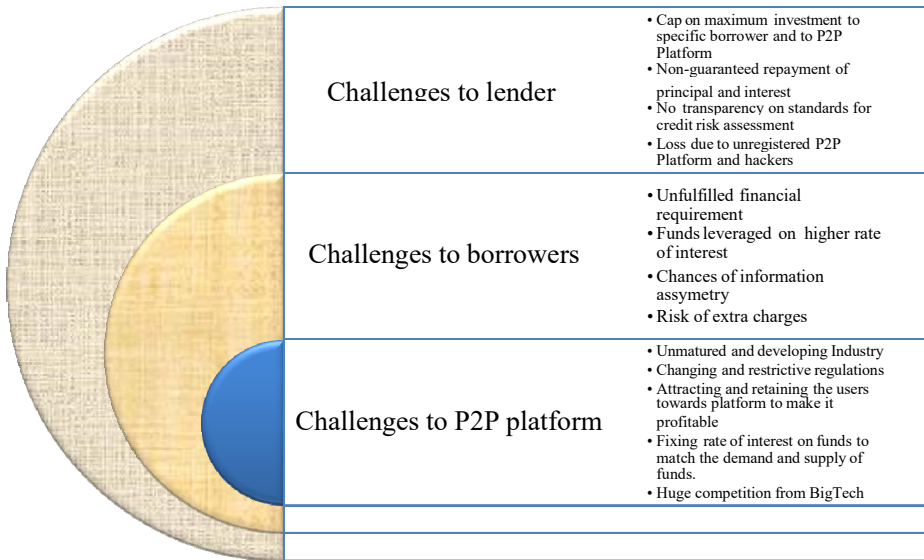 Challenges to lender
• Cap on maximum investment to
specific borrower and to P2P
Platform
• Non-guaranteed repayment of
principal and interest
• No transparency on standards for
credit risk assessment
• Loss due to unregistered P2P
Platform and hackers
Challenges to borrowers
• Unfulfilled financial
requirement
• Funds leveraged on higher rate
of interest
• Chances of information
assymetry
• Risk of extra charges
Challenges to P2P platform
• Unmatured and developing Industry
• Changing and restrictive regulations
• Attracting and retaining the users
towards platform to make it
profitable
• Fixing rate of interest on funds to
match the demand and supply of
funds.
• Huge competition from BigTech